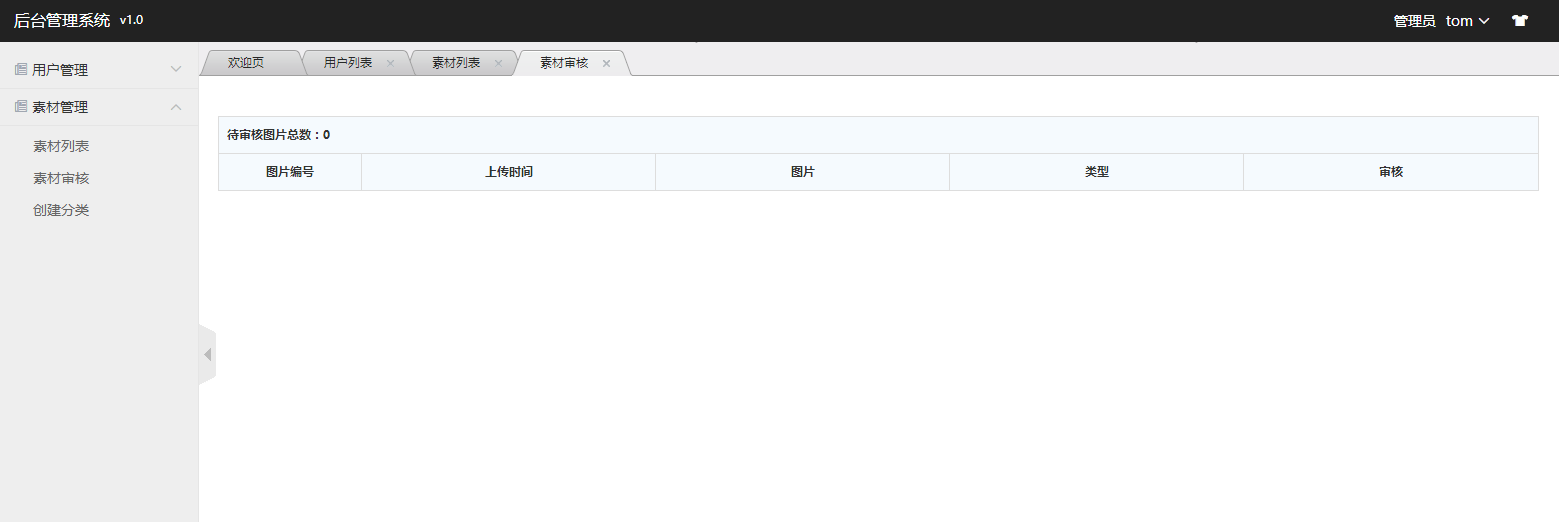 后台管理系统 v1.0
管理员 tom
用户管理
素材管理
素材列表
素材审核
创建分类
欢迎页 用户列表 素材列表 素材审核
待审核图片总数：0
图片编号 上传时间 图片 类型 审核